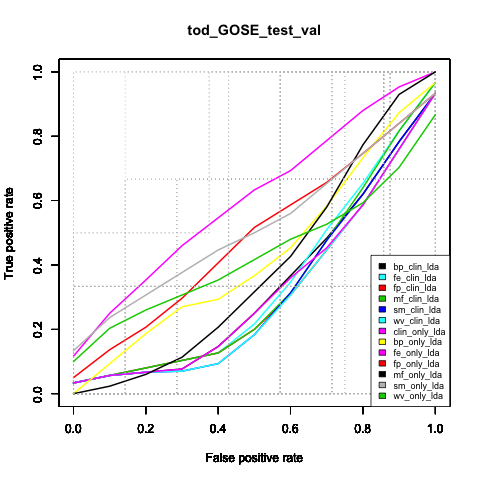 tod_GOSE_test_val
True positive rate
1.0
0.8
0.6
0.4
0.2
0.0
bp_clin_lda
fe_clin_lda
fp_clin_lda
mf_clin_lda
sm_clin_lda
wv_clin_lda
clin_only_lda
bp_only_lda
fe_only_lda
fp_only_lda
mf_only_lda
sm_only_lda
wv_only_lda
0.0 0.2 0.4 0.6 0.8 1.0
False positive rate